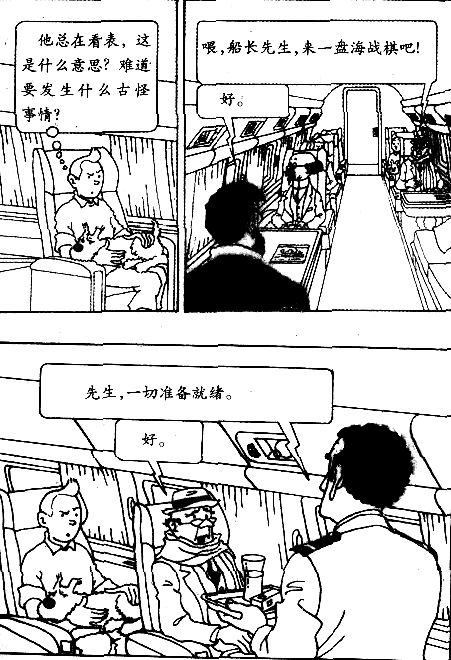 他总在看表，这
是什么意思？难道
要发生什么古怪
事情？
喂，船长先生，来一盘海战棋吧！
好。
先生，一切准备就绪。
好。